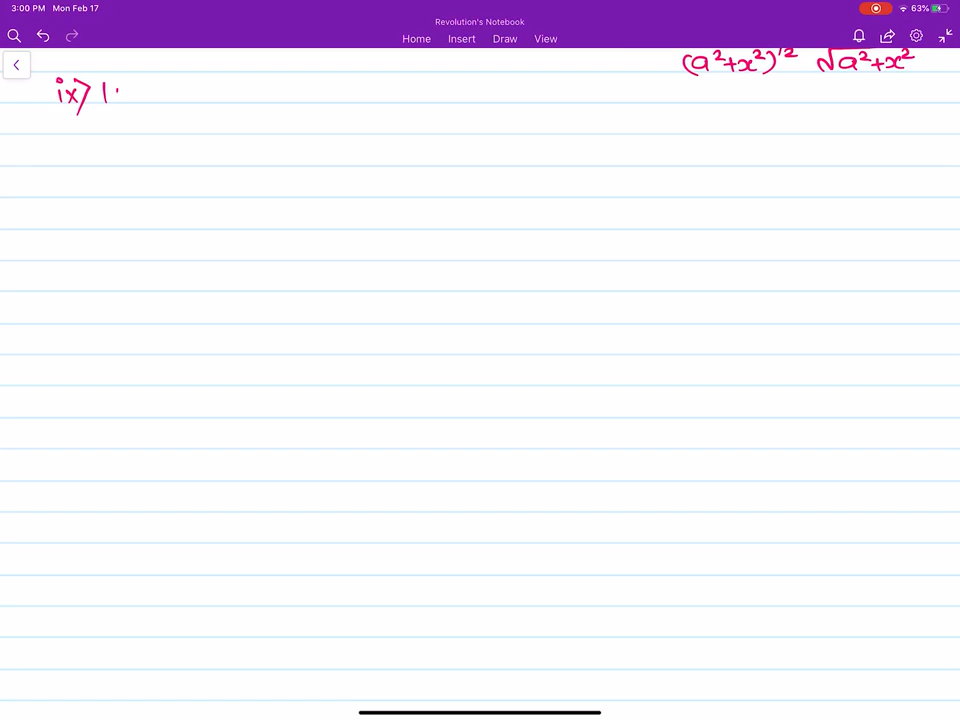 3:00 PM Mon Feb 17
63%
Revolution's Notebook
Home Insert Draw View
(a²+x²)^1/2 √a²+x²
ix) 1.